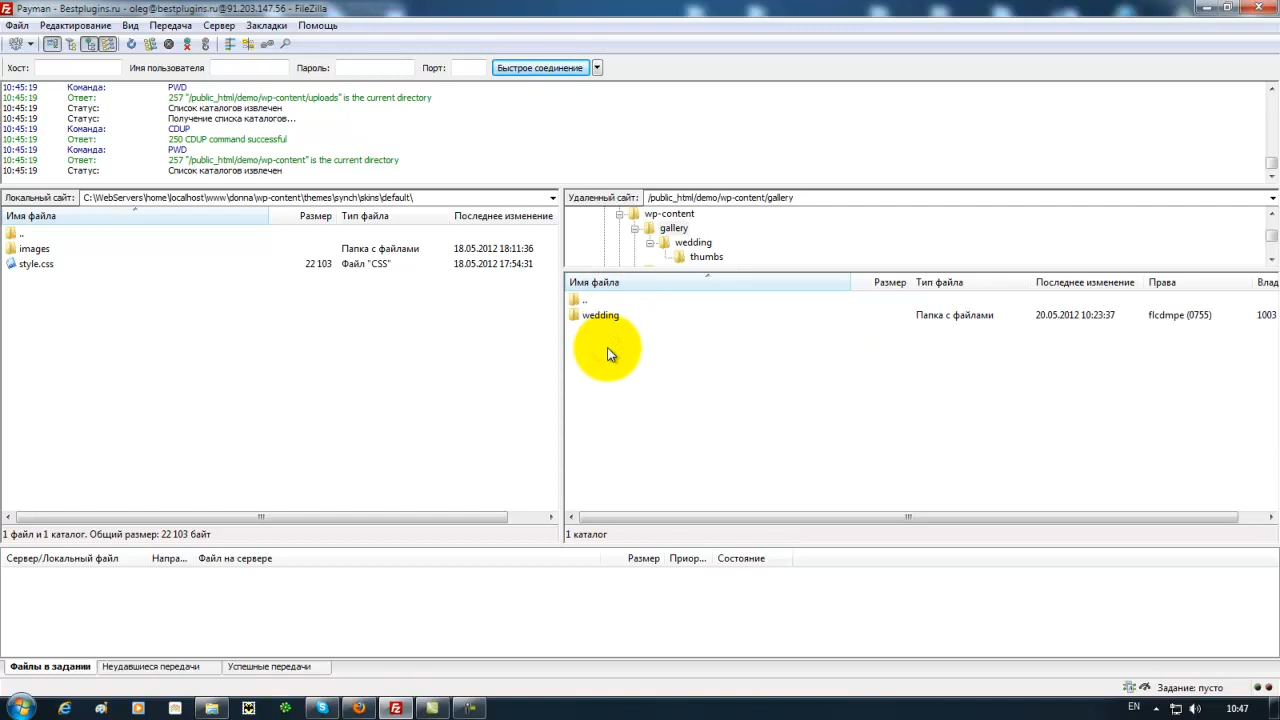 Payman - Bestplugins.ru - oleg@bestplugins.ru@91.203.147.56 - FileZilla
Файл Редактирование Вид Передача Сервер Закладки Помощь
Хост: Имя пользователя Пароль: Порт: Быстрое соединение
10:45:19 Команда: PWD
10:45:19 Ответ: 257 "/public_html/demo/wp-content/uploads" is the current directory
10:45:19 Статус: Список каталогов извлечен
10:45:19 Статус: Получение списка каталогов...
10:45:19 Команда: CDUP
10:45:19 Ответ: 250 CDUP command successful
10:45:19 Команда: PWD
10:45:19 Ответ: 257 "/public_html/demo/wp-content" is the current directory
10:45:19 Статус: Список каталогов извлечен
Локальный сайт: C:\WebServers\home\localhost\www\donna\wp-content\themes\synch\skins\default\
Имя файла Размер Тип файла Последнее изменение
..
images Папка с файлами 18.05.2012 18:11:36
style.css 22 103 Файл "CSS" 18.05.2012 17:54:31
1 файл и 1 каталог. Общий размер: 22 103 байт
Удаленный сайт: /public_html/demo/wp-content/gallery
wp-content
gallery
wedding
thumbs
Имя файла Размер Тип файла Последнее изменение Права Влад
..
wedding Папка с файлами 20.05.2012 10:23:37 flcdmpe (0755) 1003
1 каталог
Сервер/Локальный файл Напра... Файл на сервере Размер Приор... Состояние
Файлы в задании Неудавшиеся передачи Успешные передачи
Задание: пусто
EN 10:47